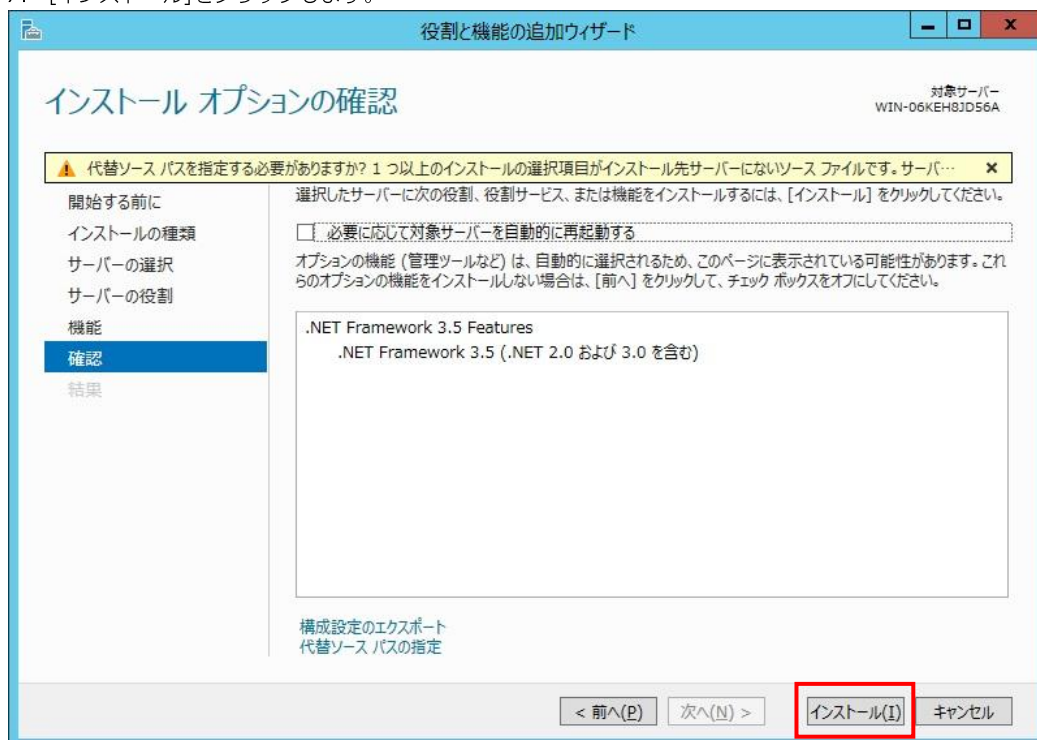 [インストール]をクリックします。
役割と機能の追加ウィザード
インストール オプションの確認
対象サーバー
WIN-06KEH8JD56A
代替ソース パスを指定する必要がありますか? 1 つ以上のインストールの選択項目がインストール先サーバーにないソース ファイルです。サーバ…
開始する前に
インストールの種類
サーバーの選択
サーバーの役割
機能
確認
結果
選択したサーバーに次の役割、役割サービス、または機能をインストールするには、[インストール] をクリックしてください。
必要に応じて対象サーバーを自動的に再起動する
オプションの機能 (管理ツールなど) は、自動的に選択されるため、このページに表示されている可能性があります。これ
らのオプションの機能をインストールしない場合は、[前へ] をクリックして、チェック ボックスをオフにしてください。
.NET Framework 3.5 Features
.NET Framework 3.5 (.NET 2.0 および 3.0 を含む)
構成設定のエクスポート
代替ソース パスの指定
< 前へ(P)
次へ(N) >
インストール(I)
キャンセル